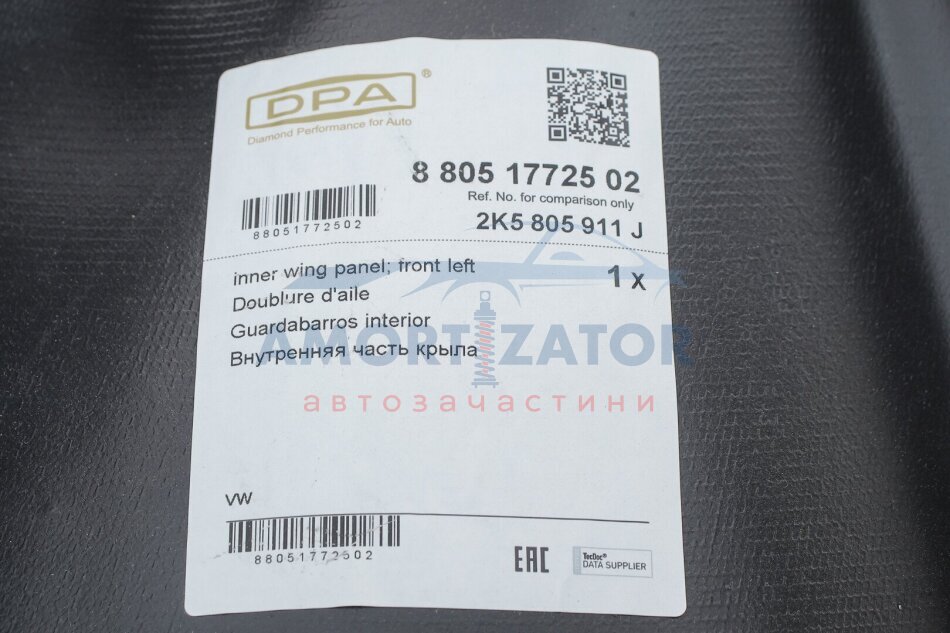 DPA®
Diamond Performance for Auto
8 805 17725 02
Ref. No. for comparison only
88051772502
2K5 805 911 J
inner wing panel; front left
1 x
Doublure d'aile
Guardabarros interior
Внутренняя часть крыла
AMORTIZATOR
автозачастини
VW
88051772502
EAC
TecDoc®
DATA SUPPLIER